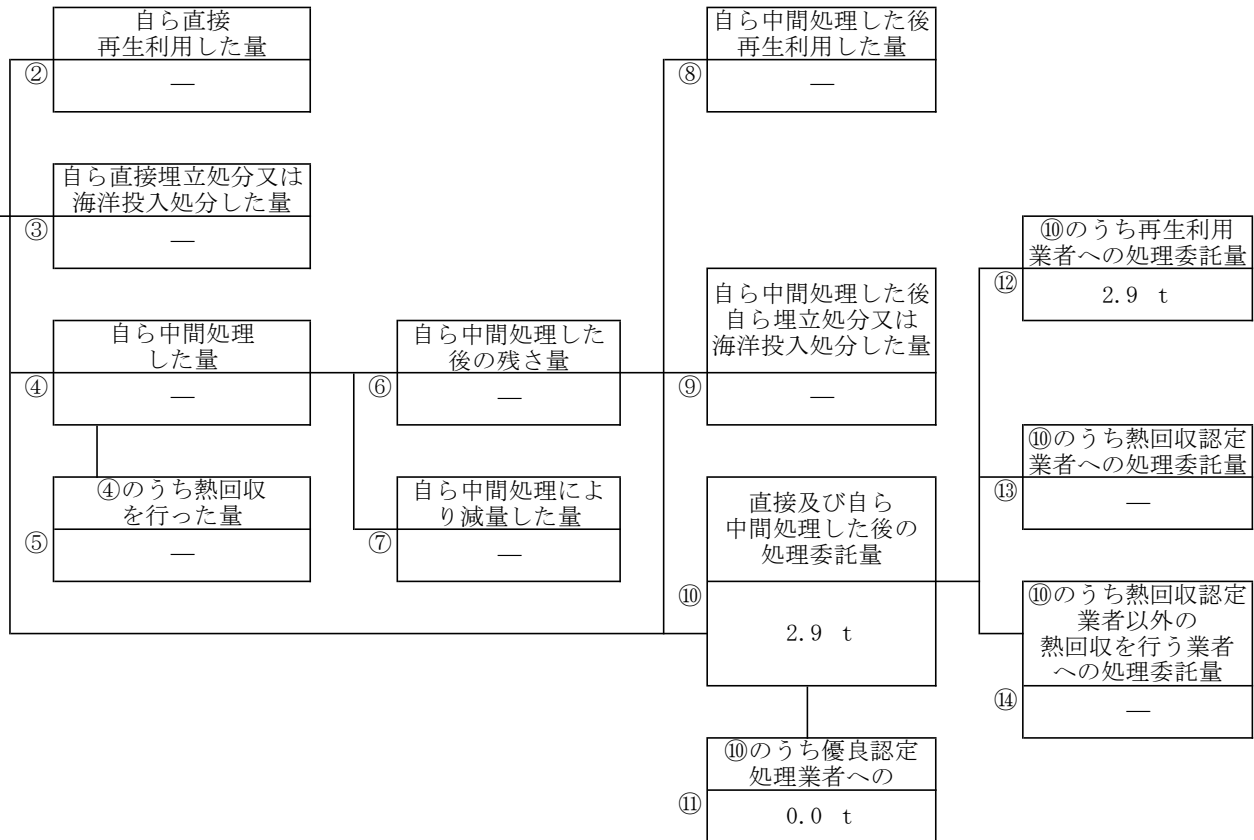 自ら直接
再生利用した量
②
―
自ら直接埋立処分又は
海洋投入処分した量
③
―
自ら中間処理
した量
④
―
④のうち熱回収
を行った量
⑤
―
自ら中間処理した
後の残さ量
⑥
―
自ら中間処理によ
り減量した量
⑦
―
自ら中間処理した後
再生利用した量
⑧
―
自ら中間処理した後
自ら埋立処分又は
海洋投入処分した量
⑨
―
直接及び自ら
中間処理した後の
処理委託量
⑩
2.9 t
⑩のうち優良認定
処理業者への
⑪
0.0 t
⑩のうち再生利用
業者への処理委託量
⑫
2.9 t
⑩のうち熱回収認定
業者への処理委託量
⑬
―
⑩のうち熱回収認定
業者以外の
熱回収を行う業者
への処理委託量
⑭
―